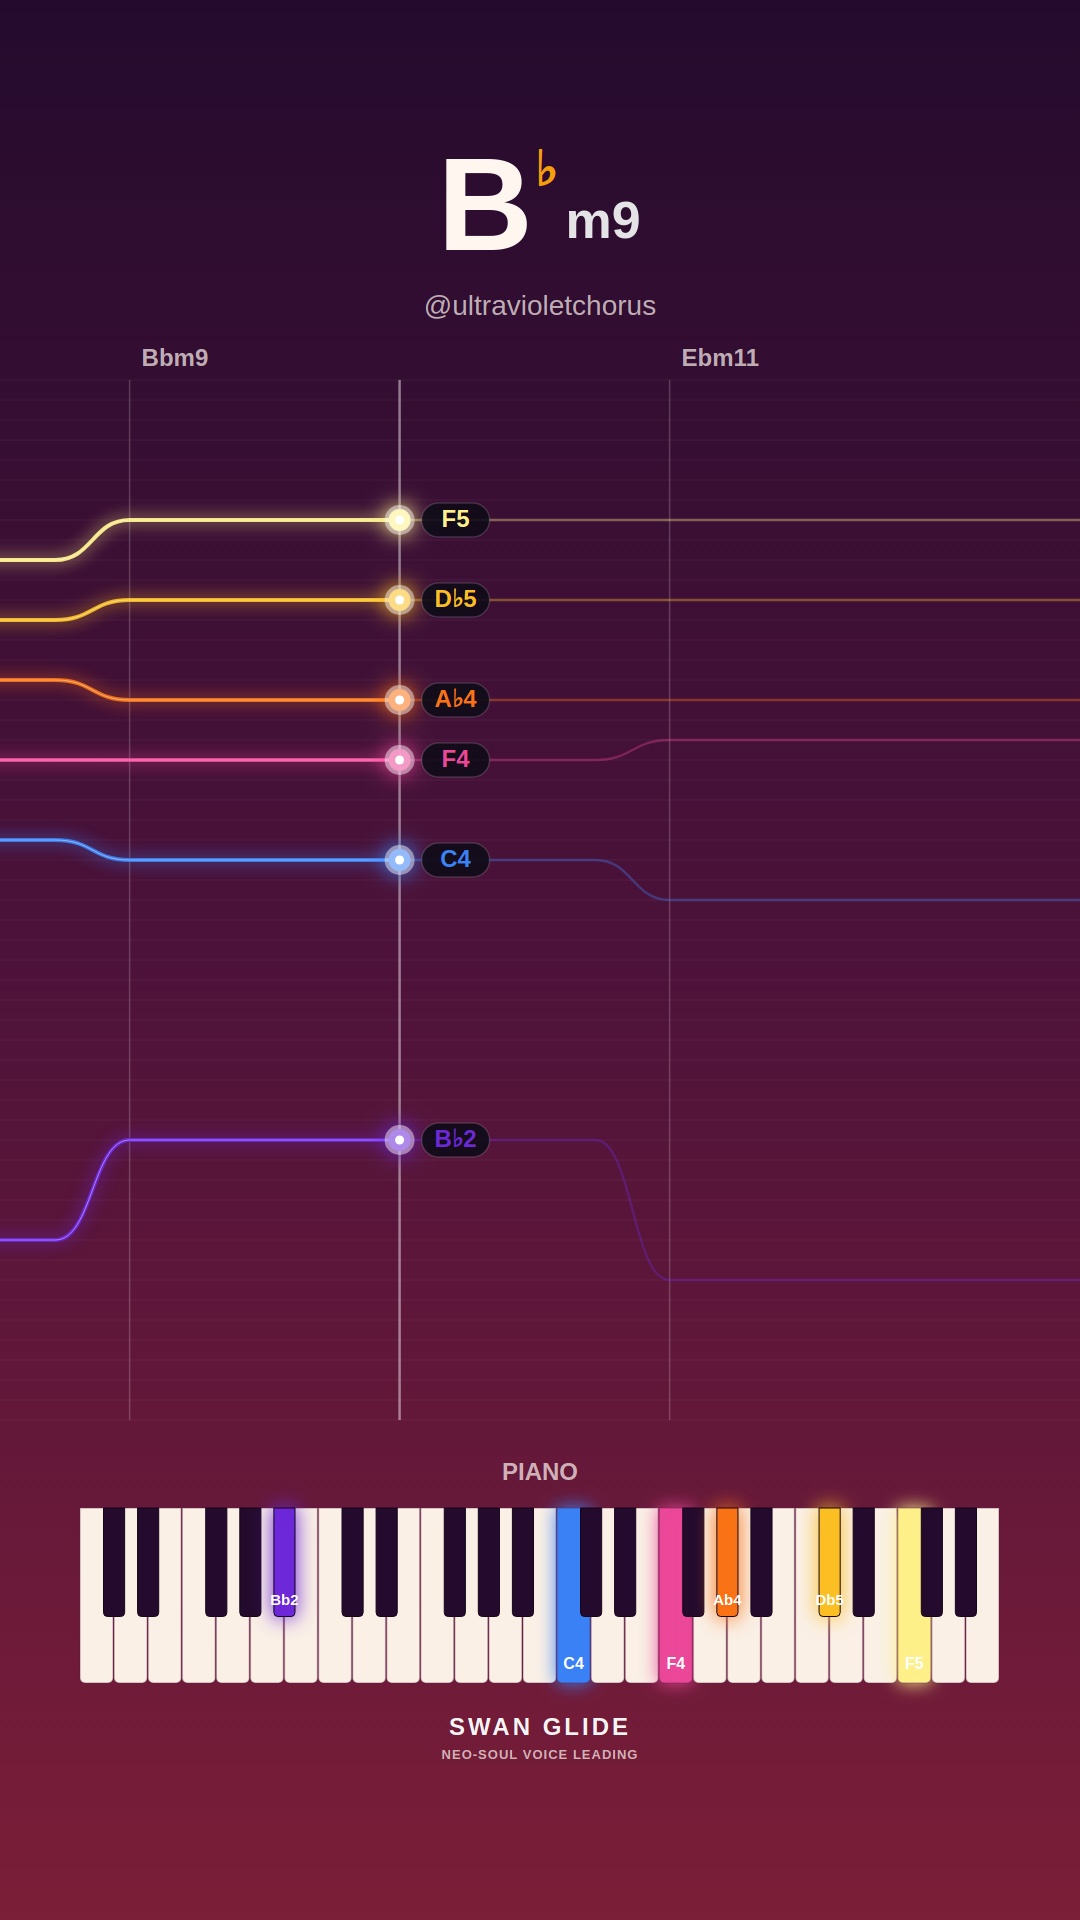 B♭m9
@ultravioletchorus
Bbm9 Ebm11
F5
D♭5
A♭4
F4
C4
B♭2
PIANO
Bb2 Ab4 Db5
C4 F4 F5
SWAN GLIDE
NEO-SOUL VOICE LEADING